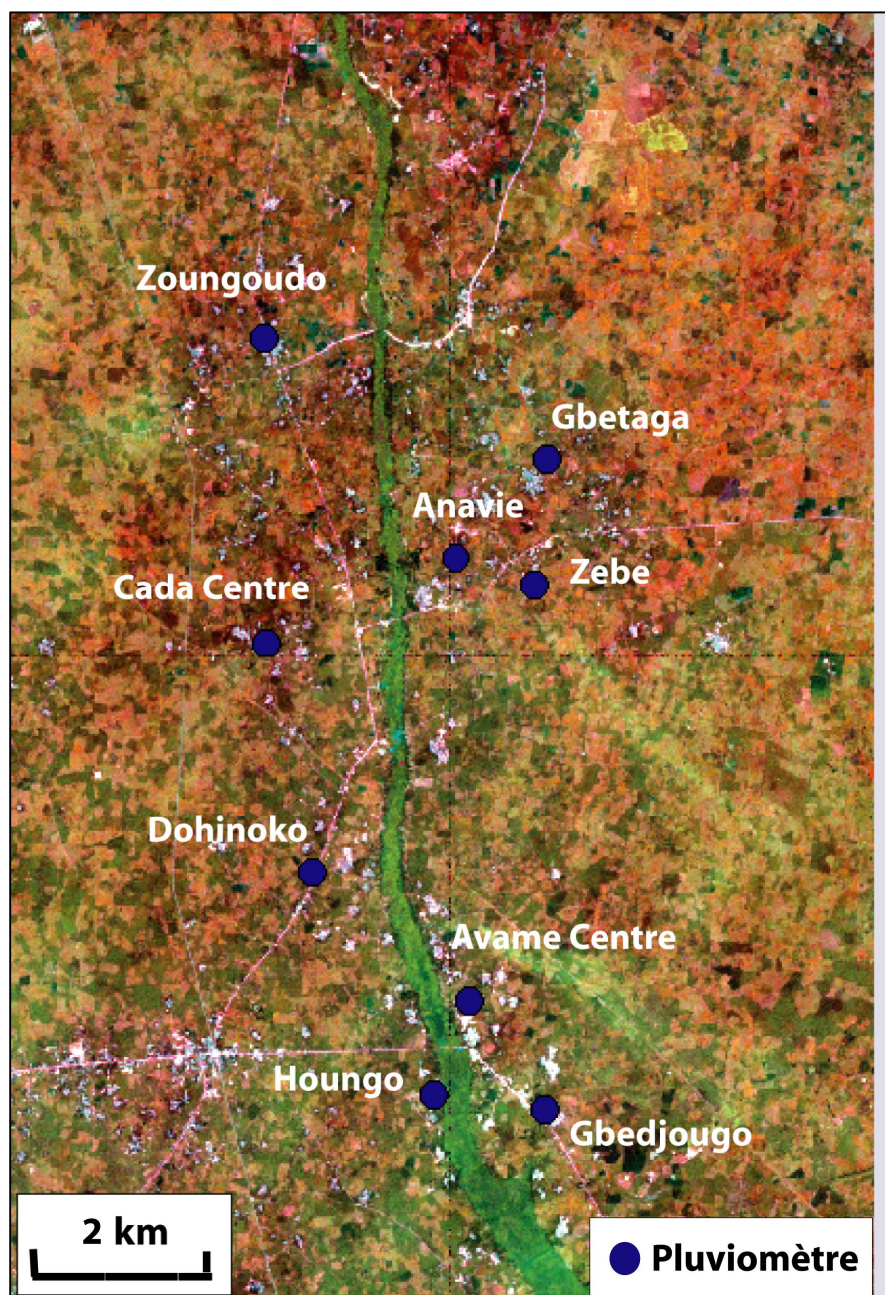 Zoungoudo
Gbetaga
Anavie
Zebe
Cada Centre
Dohinoko
Avame Centre
Houngo
Gbedjougo
2 km
Pluviomètre